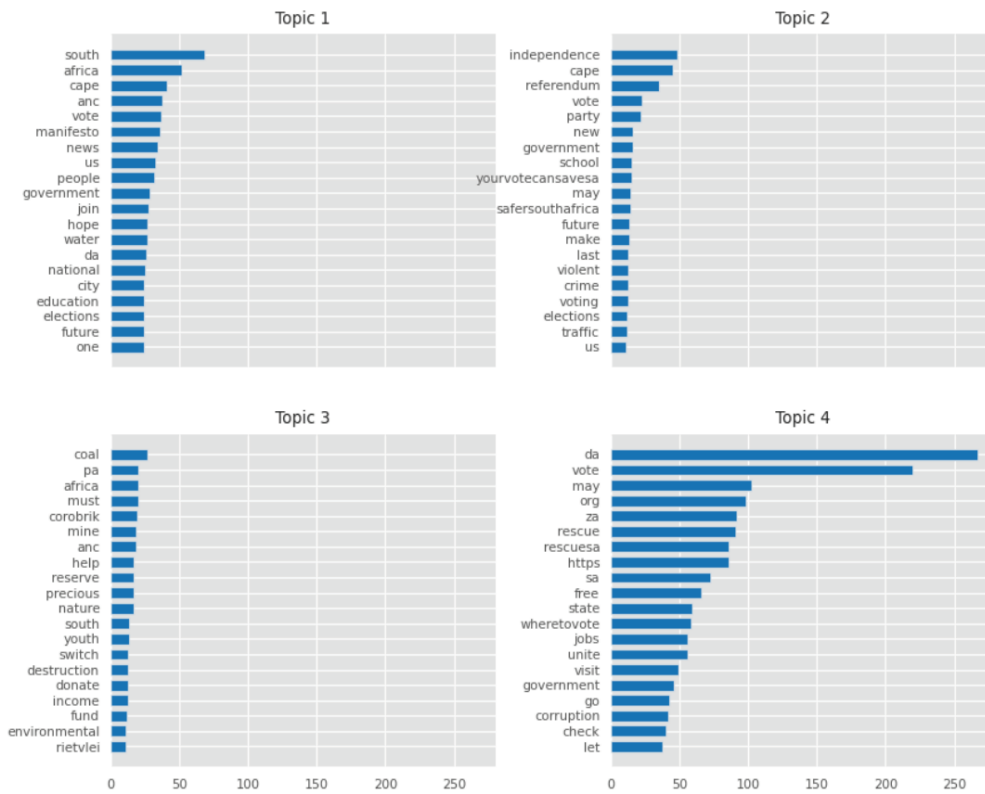 Topic 1
south
africa
cape
anc
vote
manifesto
news
us
people
government
join
hope
water
da
national
city
education
elections
future
one
Topic 2
independence
cape
referendum
vote
party
new
government
school
yourvotecansavesa
may
safersouthafrica
future
make
last
violent
crime
voting
elections
traffic
us
Topic 3
coal
pa
africa
must
corobrik
mine
anc
help
reserve
precious
nature
south
youth
switch
destruction
donate
income
fund
environmental
rietvlei
0 50 100 150 200 250
Topic 4
da
vote
may
org
za
rescue
rescuesa
https
sa
free
state
wheretovote
jobs
unite
visit
government
go
corruption
check
let
0 50 100 150 200 250